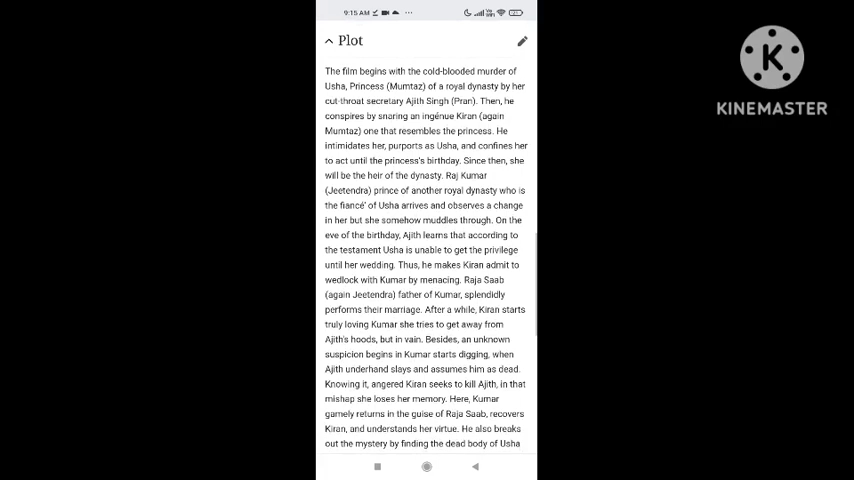 9:15 AM
Plot
The film begins with the cold-blooded murder of
Usha, Princess (Mumtaz) of a royal dynasty by her
cut-throat secretary Ajith Singh (Pran). Then, he
conspires by snaring an ingénue Kiran (again
Mumtaz) one that resembles the princess. He
intimidates her, purports as Usha, and confines her
to act until the princess's birthday. Since then, she
will be the heir of the dynasty. Raj Kumar
(Jeetendra) prince of another royal dynasty who is
the fiancé' of Usha arrives and observes a change
in her but she somehow muddles through. On the
eve of the birthday, Ajith learns that according to
the testament Usha is unable to get the privilege
until her wedding. Thus, he makes Kiran admit to
wedlock with Kumar by menacing. Raja Saab
(again Jeetendra) father of Kumar, splendidly
performs their marriage. After a while, Kiran starts
truly loving Kumar she tries to get away from
Ajith's hoods, but in vain. Besides, an unknown
suspicion begins in Kumar starts digging, when
Ajith underhand slays and assumes him as dead.
Knowing it, angered Kiran seeks to kill Ajith, in that
mishap she loses her memory. Here, Kumar
gamely returns in the guise of Raja Saab, recovers
Kiran, and understands her virtue. He also breaks
out the mystery by finding the dead body of Usha
KINEMASTER